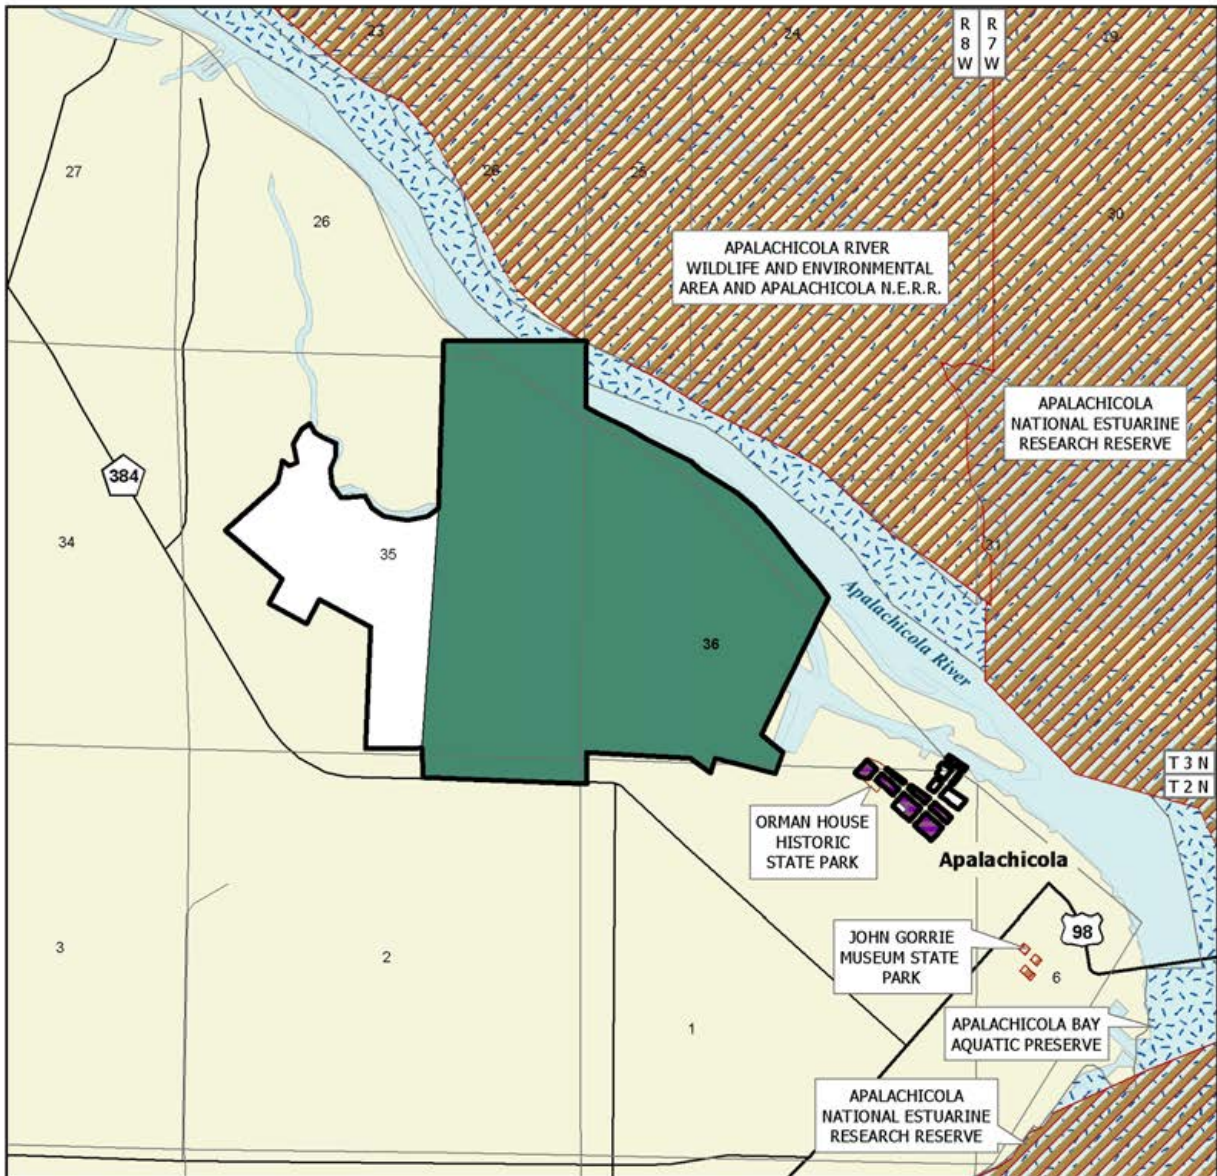 23
24
R R
8 7
W W
19
27
26
26
25
30
APALACHICOLA RIVER
WILDLIFE AND ENVIRONMENTAL
AREA AND APALACHICOLA N.E.R.R.
APALACHICOLA
NATIONAL ESTUARINE
RESEARCH RESERVE
384
34
35
31
36
Apalachicola River
T 3 N
T 2 N
ORMAN HOUSE
HISTORIC
STATE PARK
Apalachicola
98
JOHN GORRIE
MUSEUM STATE
PARK
3
2
6
1
APALACHICOLA BAY
AQUATIC PRESERVE
APALACHICOLA
NATIONAL ESTUARINE
RESEARCH RESERVE